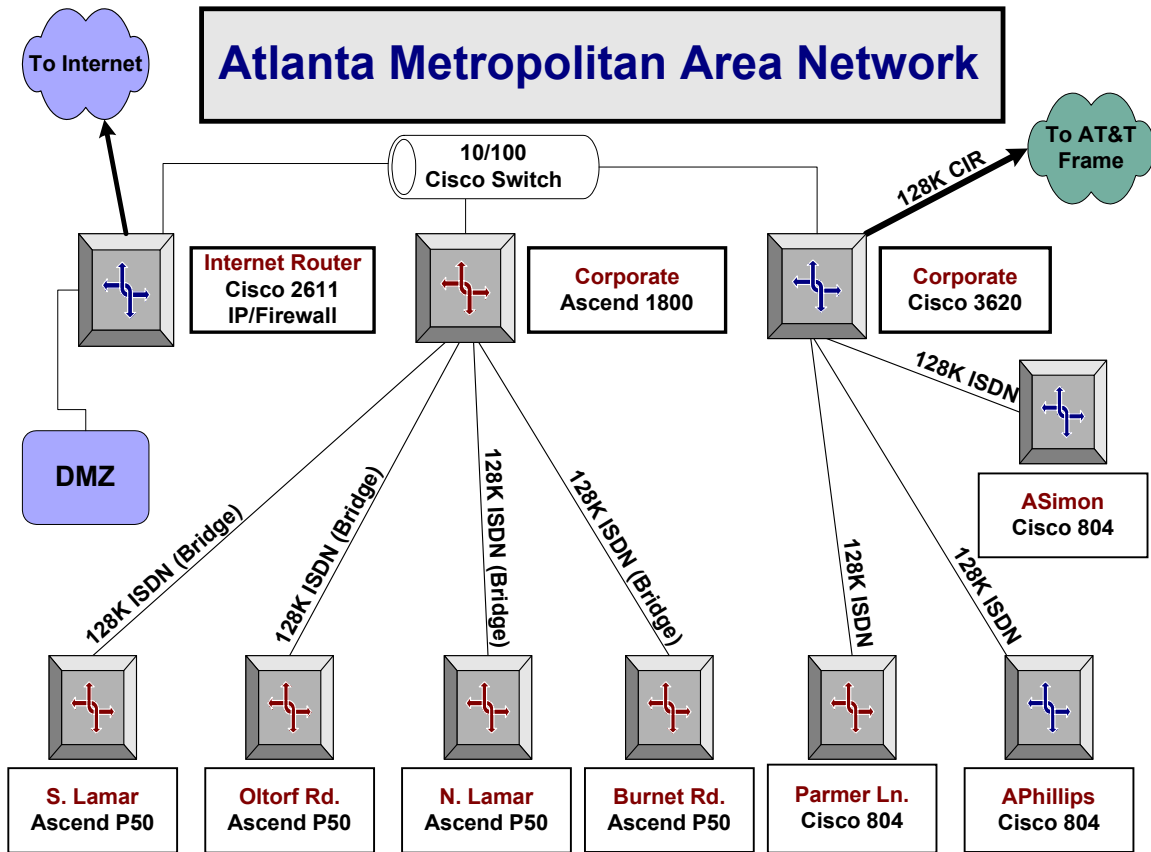 To Internet
Atlanta Metropolitan Area Network
To AT&T
Frame
10/100
Cisco Switch
128K CIR
Internet Router
Cisco 2611
IP/Firewall
Corporate
Ascend 1800
Corporate
Cisco 3620
128K ISDN
DMZ
ASimon
Cisco 804
128K ISDN (Bridge)
128K ISDN (Bridge)
128K ISDN (Bridge)
128K ISDN (Bridge)
128K ISDN
128K ISDN
S. Lamar
Ascend P50
Oltorf Rd.
Ascend P50
N. Lamar
Ascend P50
Burnet Rd.
Ascend P50
Parmer Ln.
Cisco 804
APhillips
Cisco 804